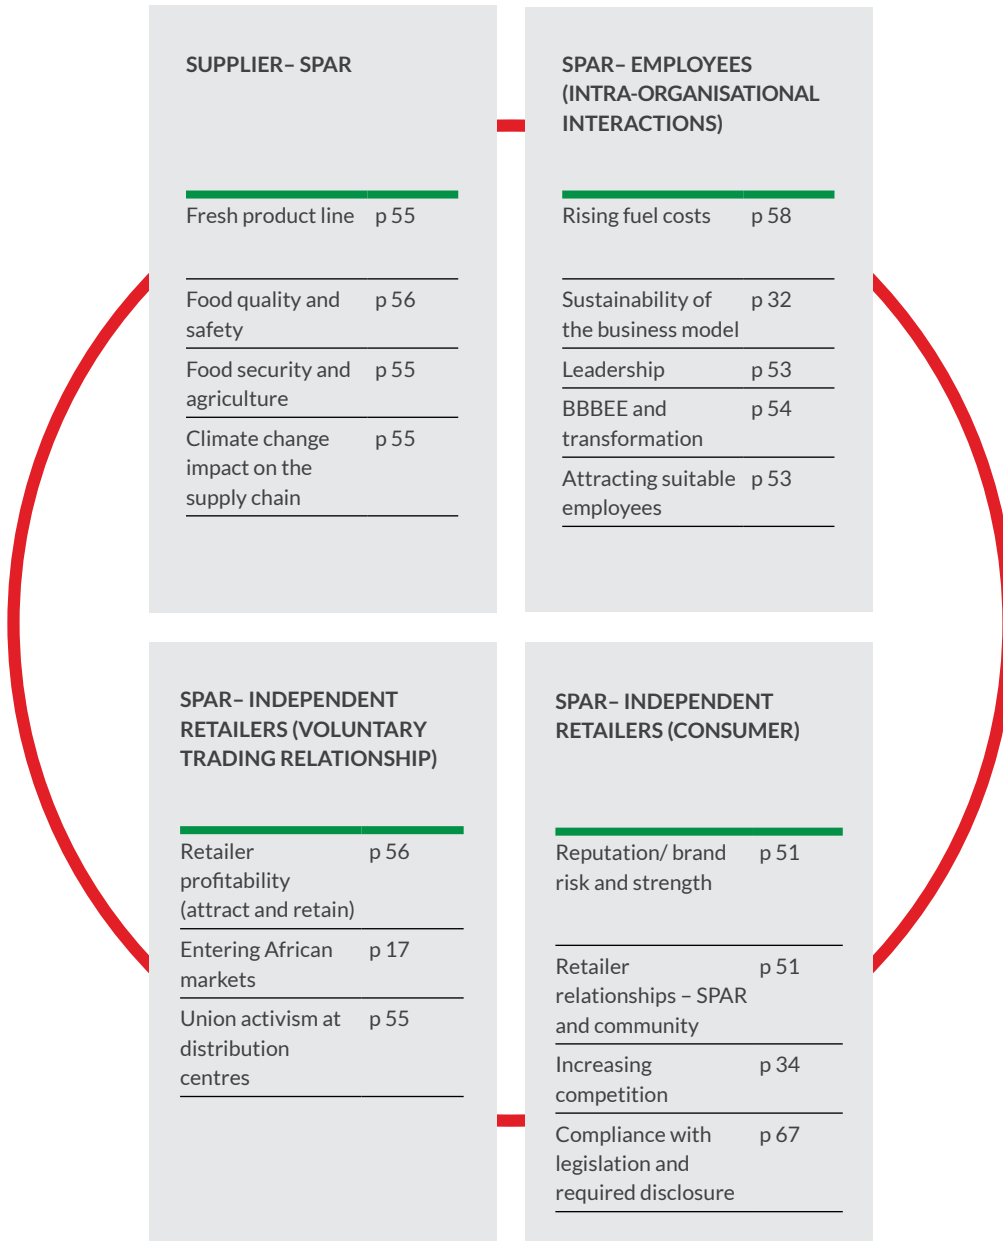 SUPPLIER– SPAR
Fresh product line p 55
Food quality and p 56
safety
Food security and p 55
agriculture
Climate change p 55
impact on the
supply chain
SPAR– EMPLOYEES
(INTRA-ORGANISATIONAL
INTERACTIONS)
Rising fuel costs p 58
Sustainability of p 32
the business model
Leadership p 53
BBBEE and p 54
transformation
Attracting suitable p 53
employees
SPAR– INDEPENDENT
RETAILERS (VOLUNTARY
TRADING RELATIONSHIP)
Retailer p 56
profitability
(attract and retain)
Entering African p 17
markets
Union activism at p 55
distribution
centres
SPAR– INDEPENDENT
RETAILERS (CONSUMER)
Reputation/ brand p 51
risk and strength
Retailer p 51
relationships – SPAR
and community
Increasing p 34
competition
Compliance with p 67
legislation and
required disclosure